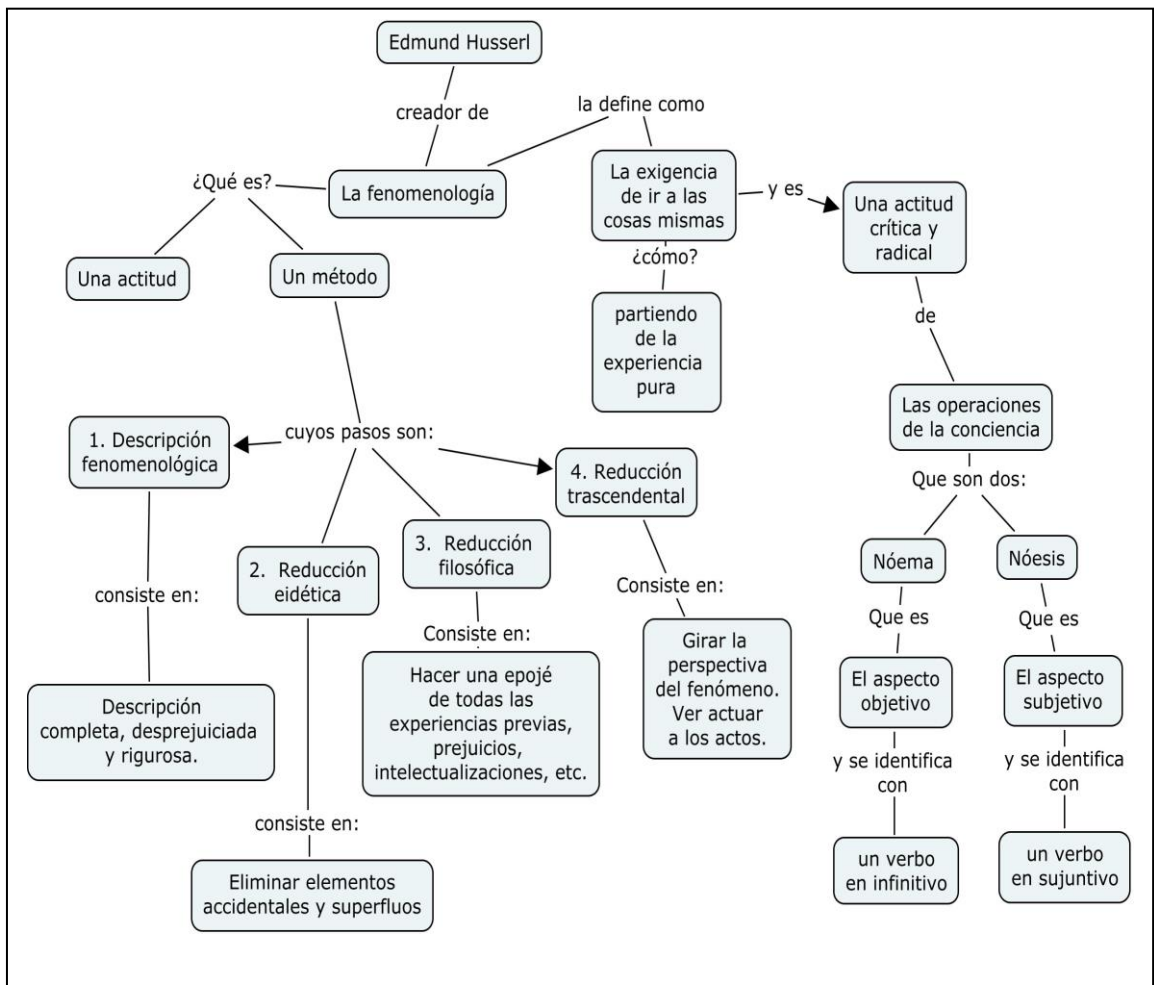 Edmund Husserl
creador de
la define como
La fenomenología
¿Qué es?
Una actitud
Un método
La exigencia
de ir a las
cosas mismas
y es
Una actitud
crítica y
radical
¿cómo?
partiendo
de la
experiencia
pura
de
Las operaciones
de la conciencia
Que son dos:
cuyos pasos son:
1. Descripción
fenomenológica
consiste en:
Descripción
completa, desprejuiciada
y rigurosa.
2. Reducción
eidética
consiste en:
Eliminar elementos
accidentales y superfluos
3. Reducción
filosófica
Consiste en:
Hacer una epojé
de todas las
experiencias previas,
prejuicios,
intelectualizaciones, etc.
4. Reducción
trascendental
Consiste en:
Girar la
perspectiva
del fenómeno.
Ver actuar
a los actos.
Nóema
Que es
El aspecto
objetivo
y se identifica
con
un verbo
en infinitivo
Nóesis
Que es
El aspecto
subjetivo
y se identifica
con
un verbo
en sujuntivo